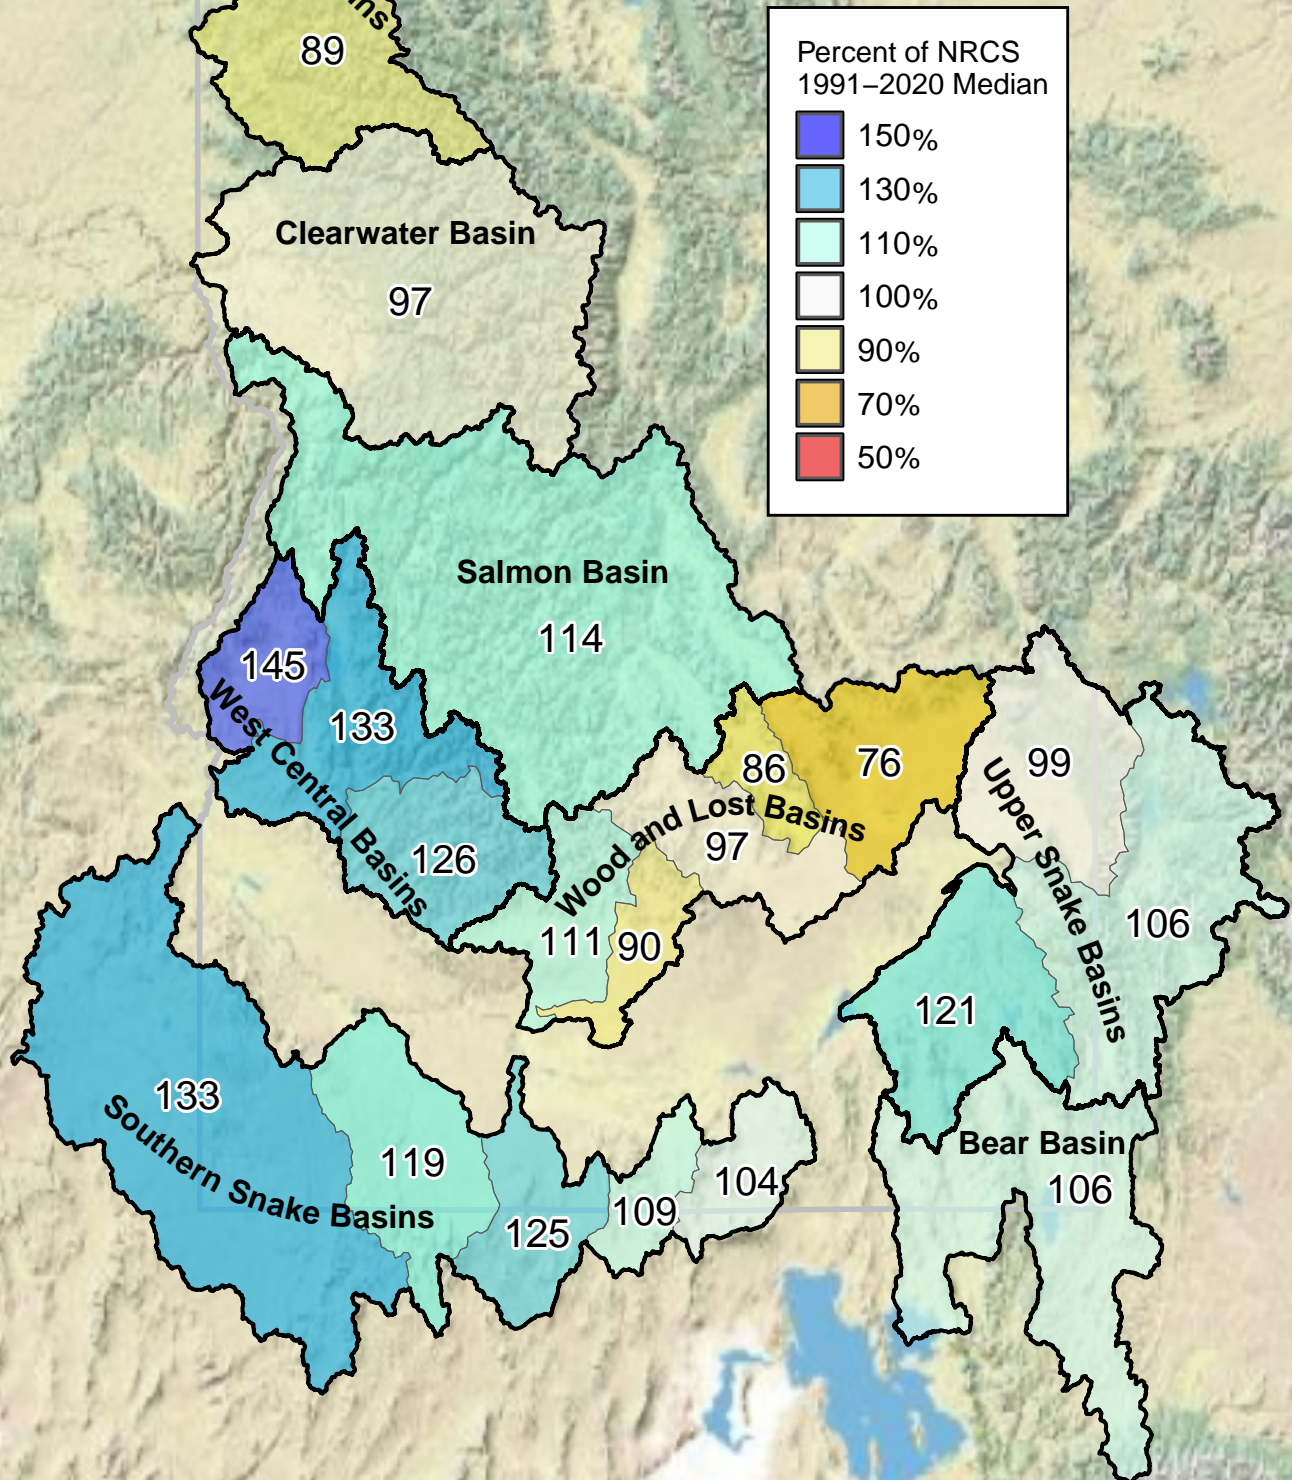 ins
89
Percent of NRCS
1991–2020 Median
150%
130%
110%
100%
90%
70%
50%
Clearwater Basin
97
Salmon Basin
114
145
133
West Central Basins
126
86
76
99
Wood and Lost Basins
97
111
90
Upper Snake Basins
106
121
133
Southern Snake Basins
119
125
109
104
Bear Basin
106